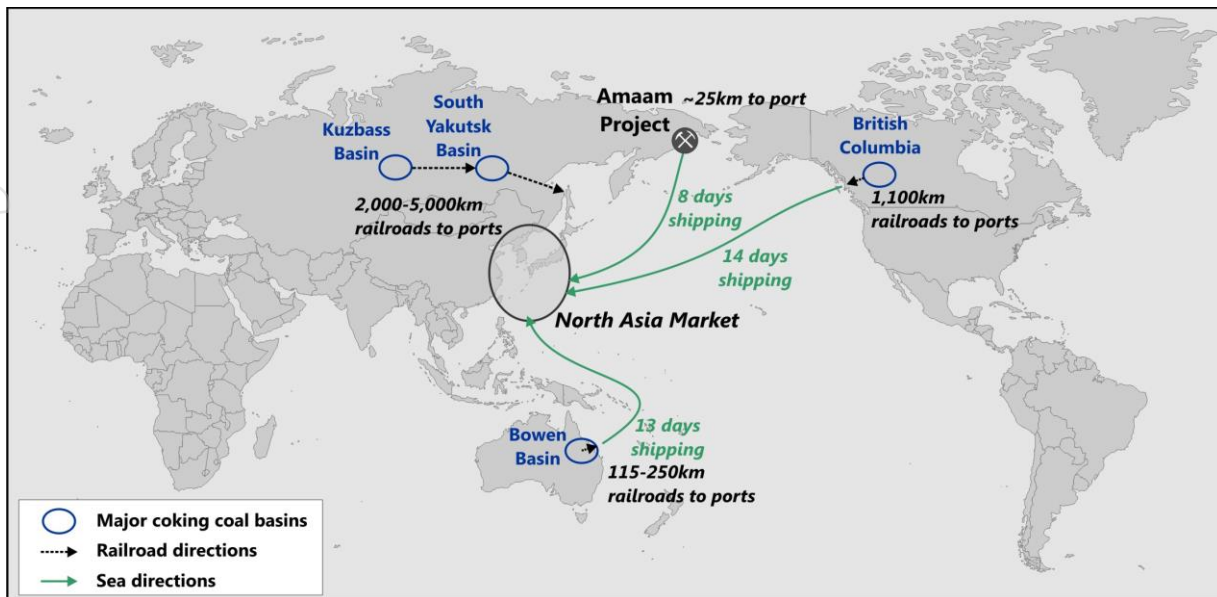 Kuzbass
Basin
South
Yakutsk
Basin
2,000-5,000km
railroads to ports
Amaam
Project
~25km to port
British
Columbia
1,100km
railroads to ports
8 days
shipping
14 days
shipping
North Asia Market
Bowen
Basin
13 days
shipping
115-250km
railroads to ports
Major coking coal basins
Railroad directions
Sea directions